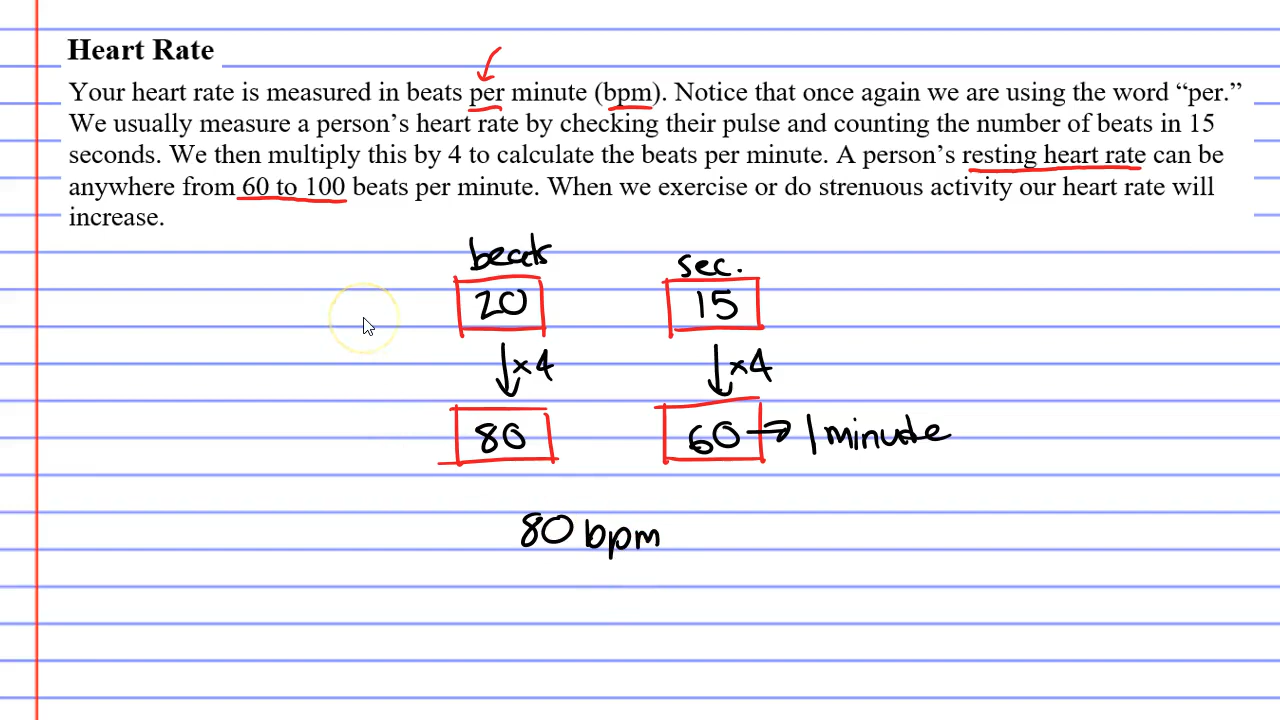 Heart Rate
Your heart rate is measured in beats per minute (bpm). Notice that once again we are using the word “per.”
We usually measure a person’s heart rate by checking their pulse and counting the number of beats in 15
seconds. We then multiply this by 4 to calculate the beats per minute. A person’s resting heart rate can be
anywhere from 60 to 100 beats per minute. When we exercise or do strenuous activity our heart rate will
increase.
beats sec.
20 15
×4 ×4
80 60 → 1 minute
80 bpm